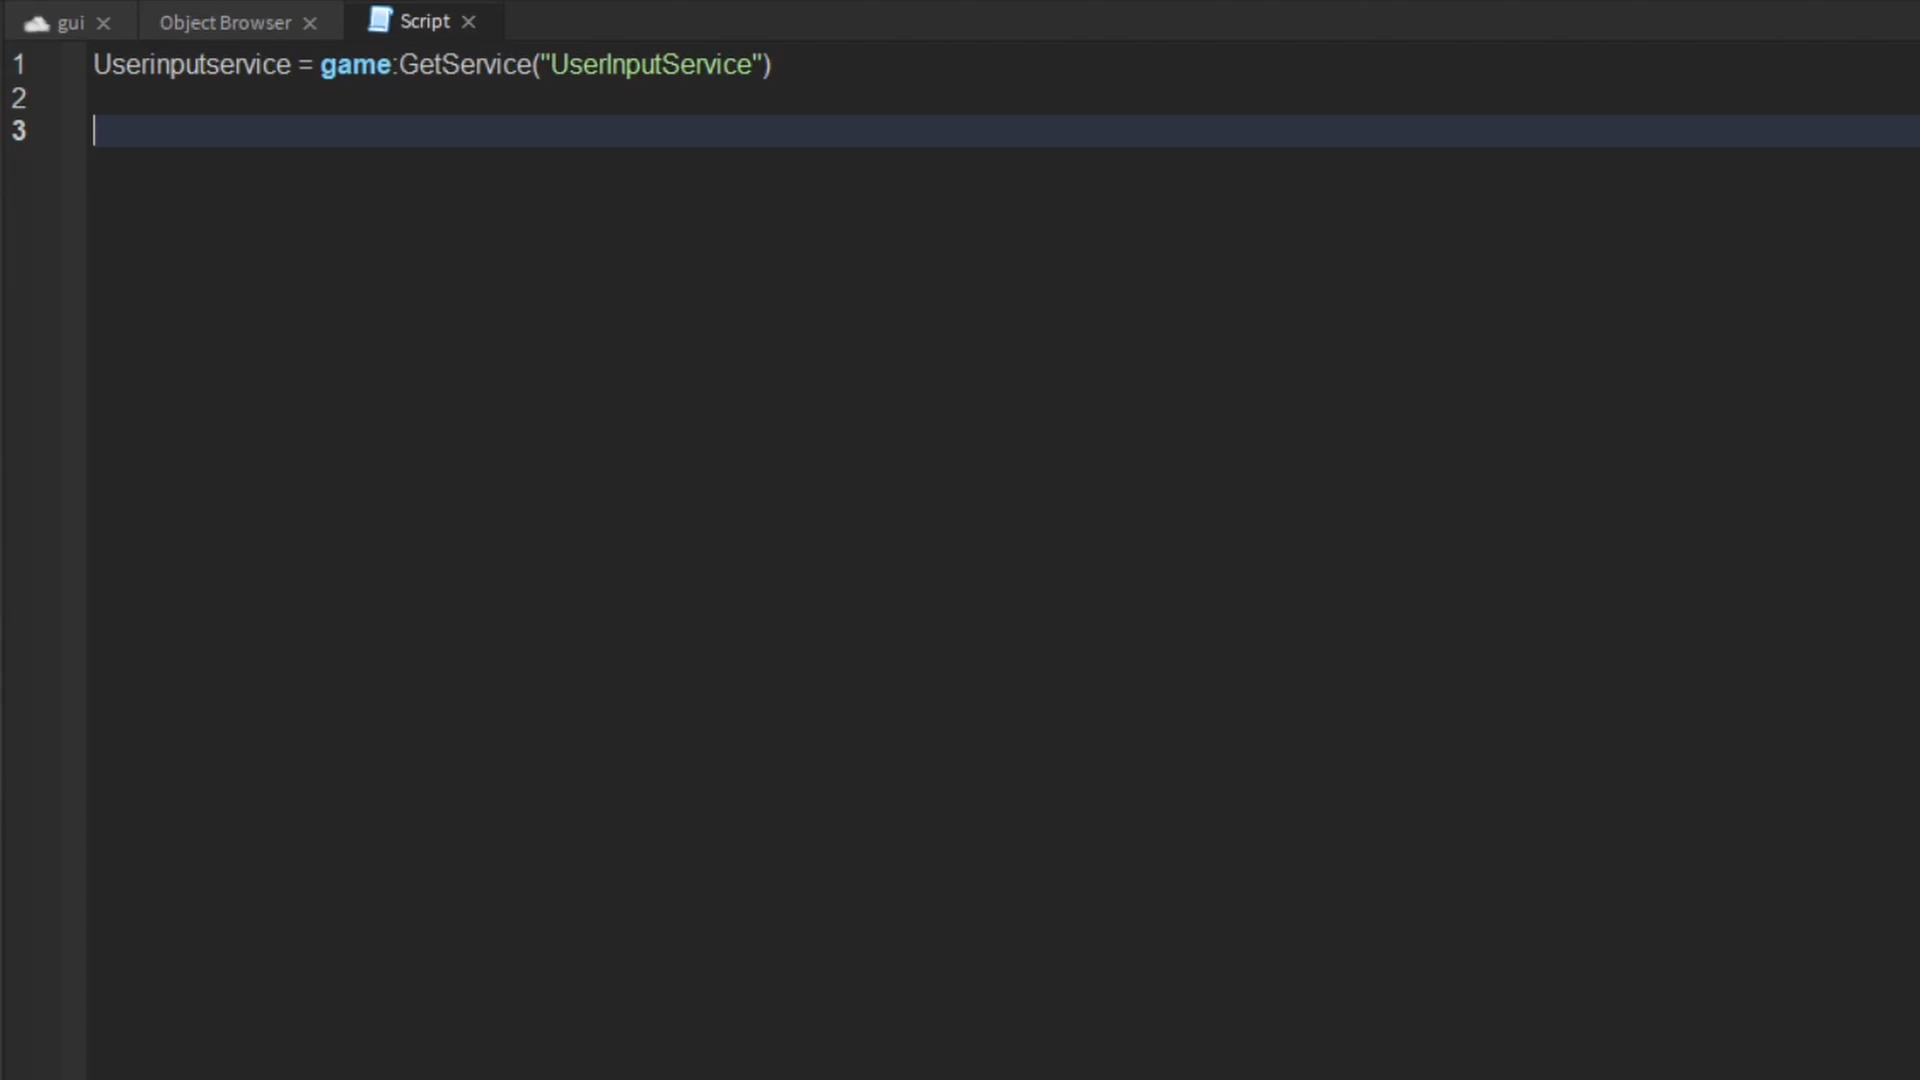 gui
Object Browser
Script
1 Userinputservice = game:GetService("UserInputService")
2
3